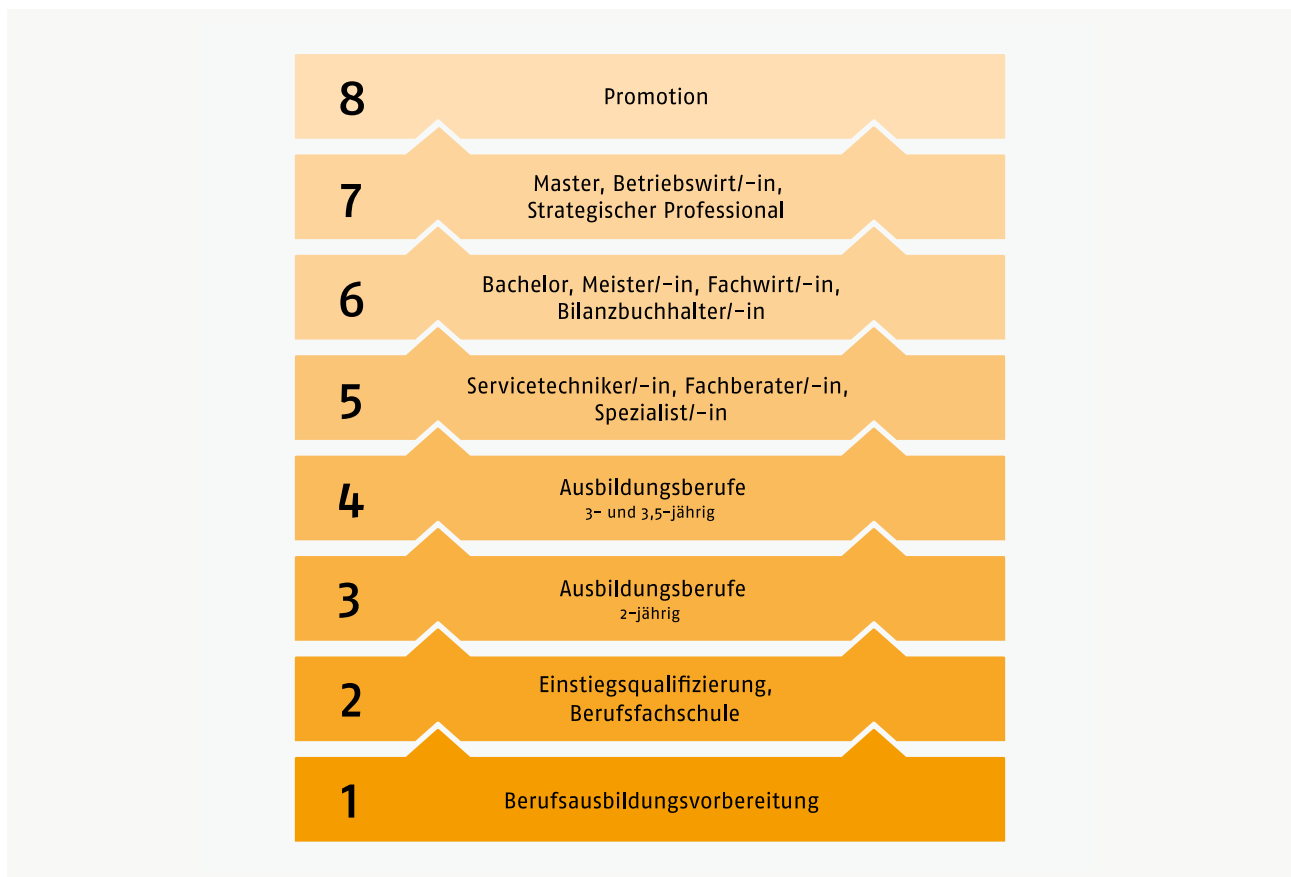 8
Promotion
7
Master, Betriebswirt/-in,
Strategischer Professional
6
Bachelor, Meister/-in, Fachwirt/-in,
Bilanzbuchhalter/-in
5
Servicetechniker/-in, Fachberater/-in,
Spezialist/-in
4
Ausbildungsberufe
3- und 3,5-jährig
3
Ausbildungsberufe
2-jährig
2
Einstiegsqualifizierung,
Berufsfachschule
1
Berufsausbildungsvorbereitung